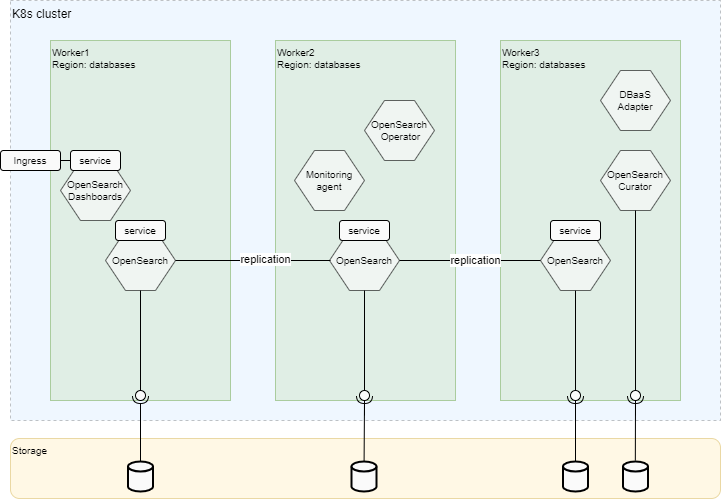 K8s cluster
Worker1
Region: databases
Ingress
service
OpenSearch
Dashboards
service
OpenSearch
replication
Worker2
Region: databases
OpenSearch
Operator
Monitoring
agent
service
OpenSearch
replication
Worker3
Region: databases
DBaaS
Adapter
OpenSearch
Curator
service
OpenSearch
Storage